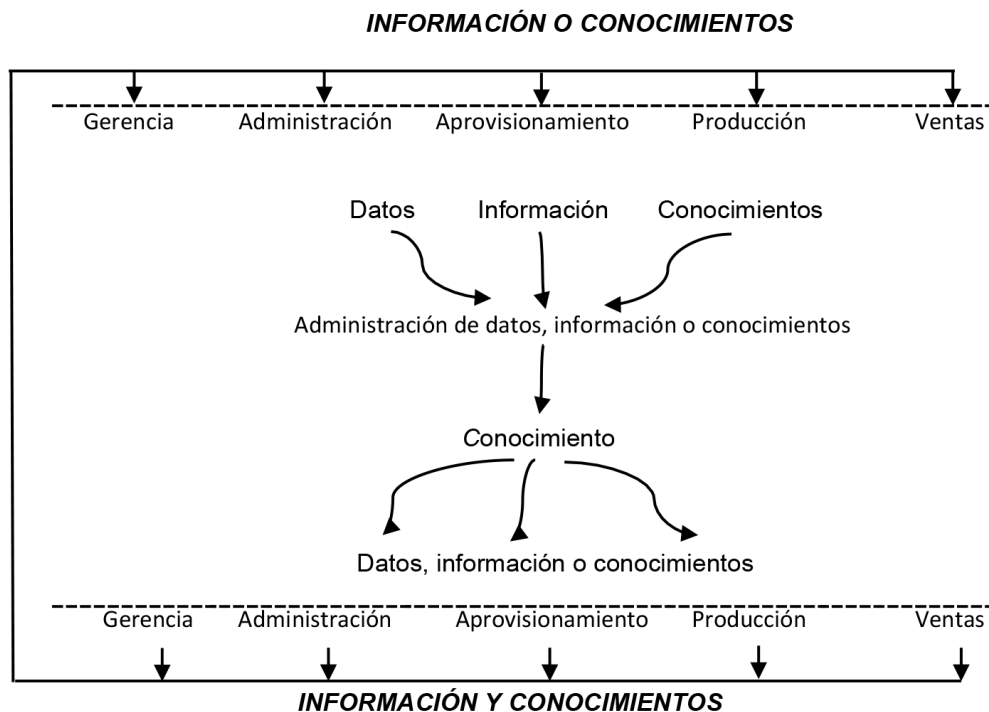 INFORMACIÓN O CONOCIMIENTOS
Gerencia Administración Aprovisionamiento Producción Ventas
Datos Información Conocimientos
Administración de datos, información o conocimientos
Conocimiento
Datos, información o conocimientos
Gerencia Administración Aprovisionamiento Producción Ventas
INFORMACIÓN Y CONOCIMIENTOS